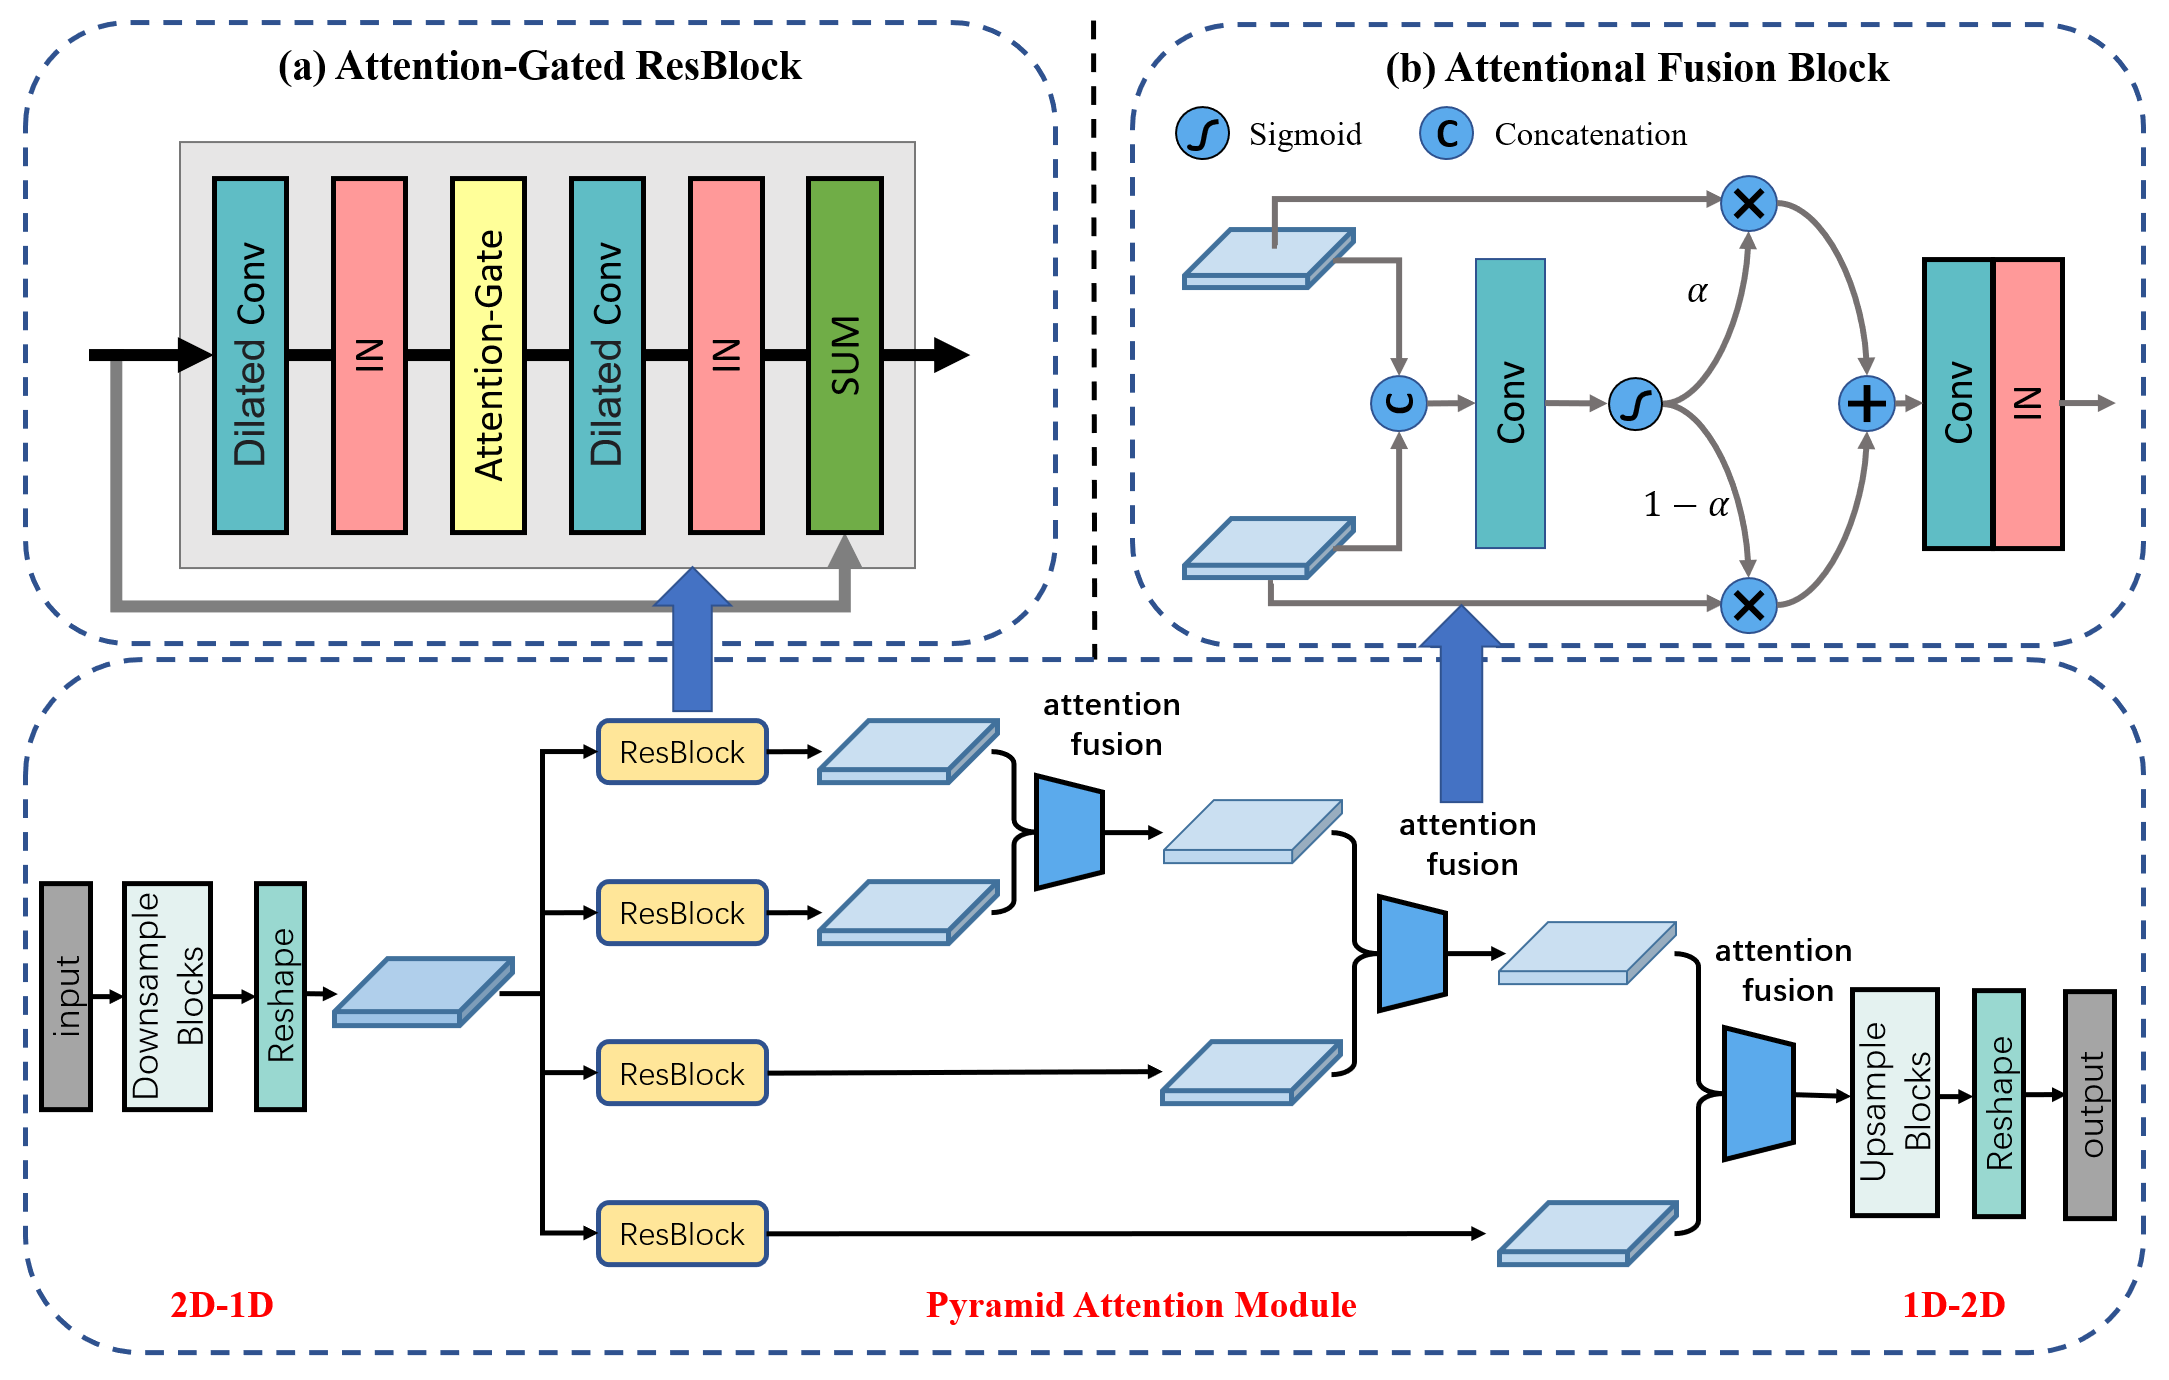 (a) Attention-Gated ResBlock
Dilated Conv
IN
Attention-Gate
Dilated Conv
IN
SUM
(b) Attentional Fusion Block
Sigmoid
C
Concatenation
α
C
Conv
1 − α
Conv
IN
input
Downsample
Blocks
Reshape
ResBlock
ResBlock
ResBlock
ResBlock
attention
fusion
attention
fusion
attention
fusion
Upsample
Blocks
Reshape
output
2D-1D
Pyramid Attention Module
1D-2D